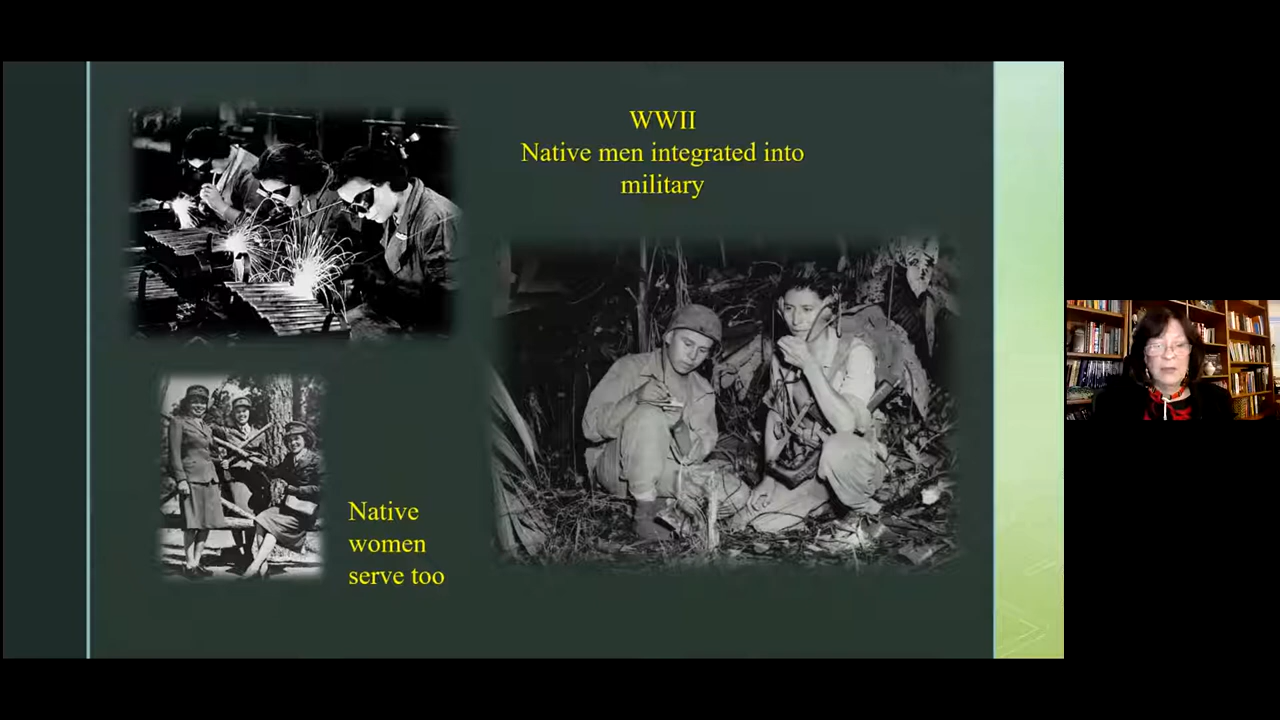 WWII
Native men integrated into
military
Native
women
serve too